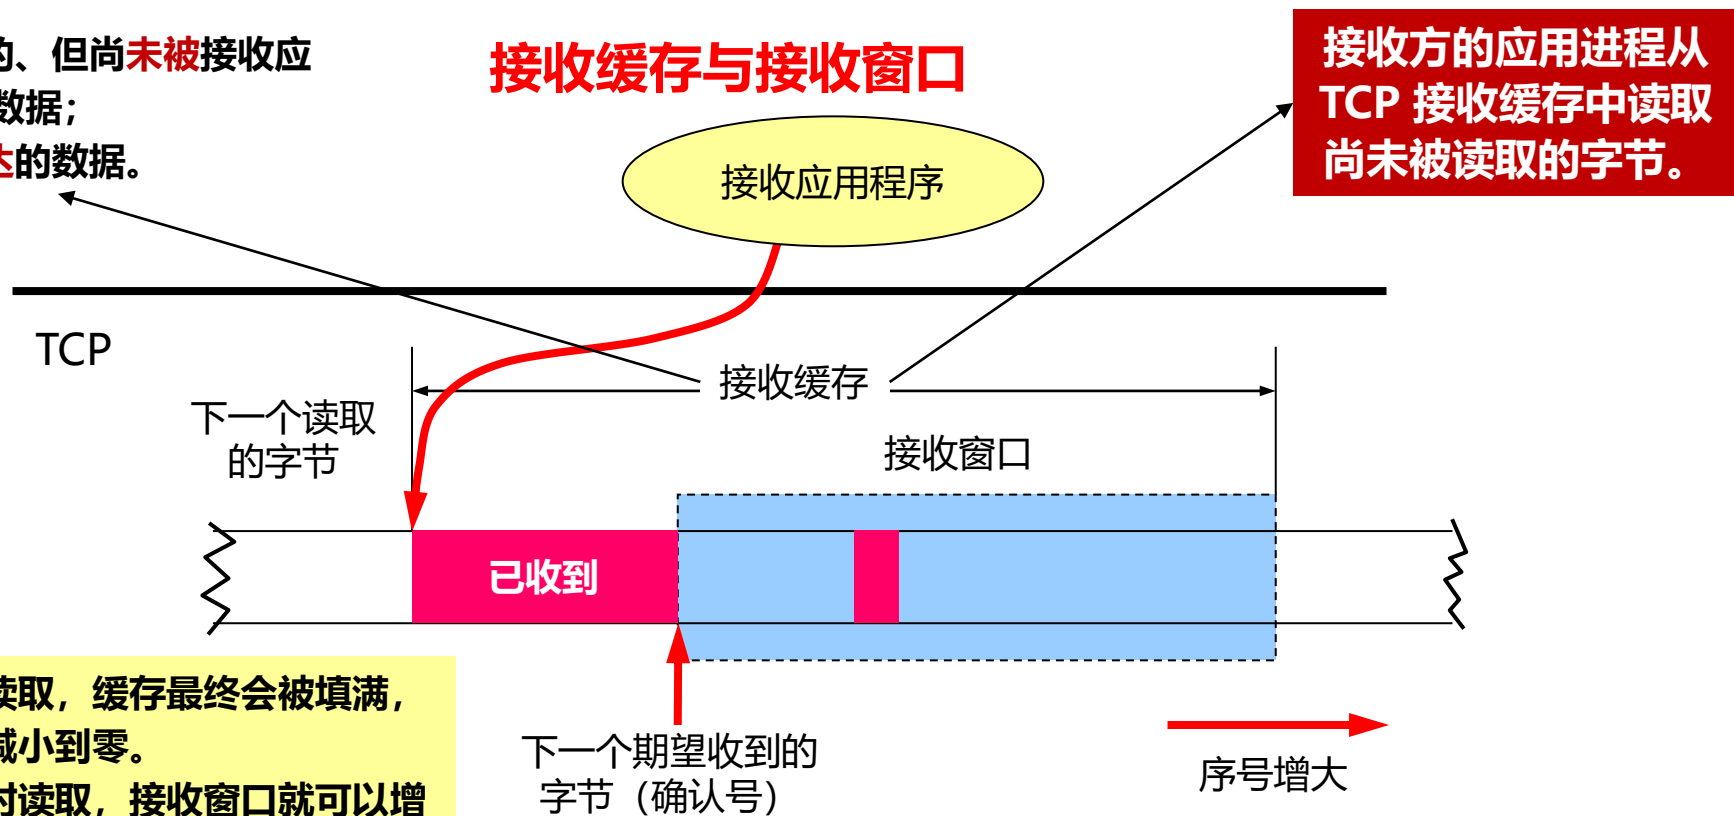 的、但尚未被接收应
数据；
达的数据。
接收缓存与接收窗口
接收方的应用进程从
TCP 接收缓存中读取
尚未被读取的字节。
接收应用程序
TCP
接收缓存
下一个读取
的字节
接收窗口
已收到
读取，缓存最终会被填满，
减小到零。
时读取，接收窗口就可以增
下一个期望收到的
字节（确认号）
序号增大